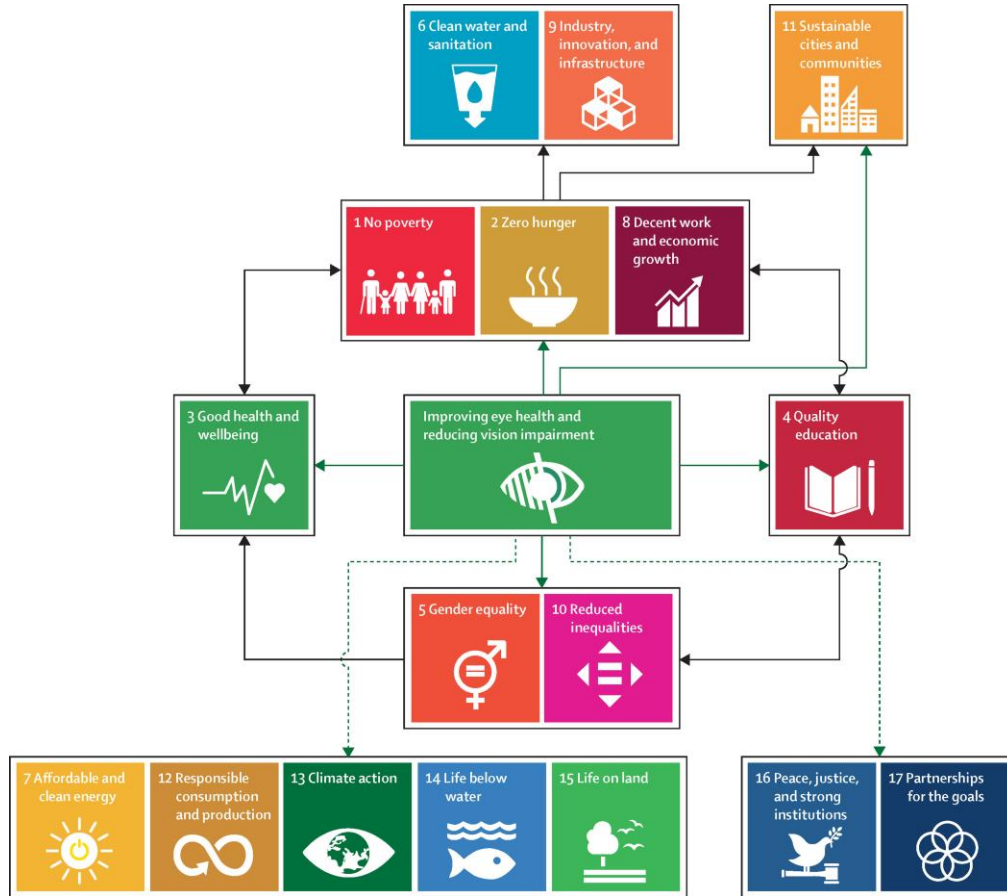 6 Clean water and
sanitation
9 Industry,
innovation, and
infrastructure
11 Sustainable
cities and
communities
1 No poverty
2 Zero hunger
8 Decent work
and economic
growth
3 Good health and
wellbeing
Improving eye health and
reducing vision impairment
4 Quality
education
5 Gender equality
10 Reduced
inequalities
7 Affordable and
clean energy
12 Responsible
consumption
and production
13 Climate action
14 Life below
water
15 Life on land
16 Peace, justice,
and strong
institutions
17 Partnerships
for the goals